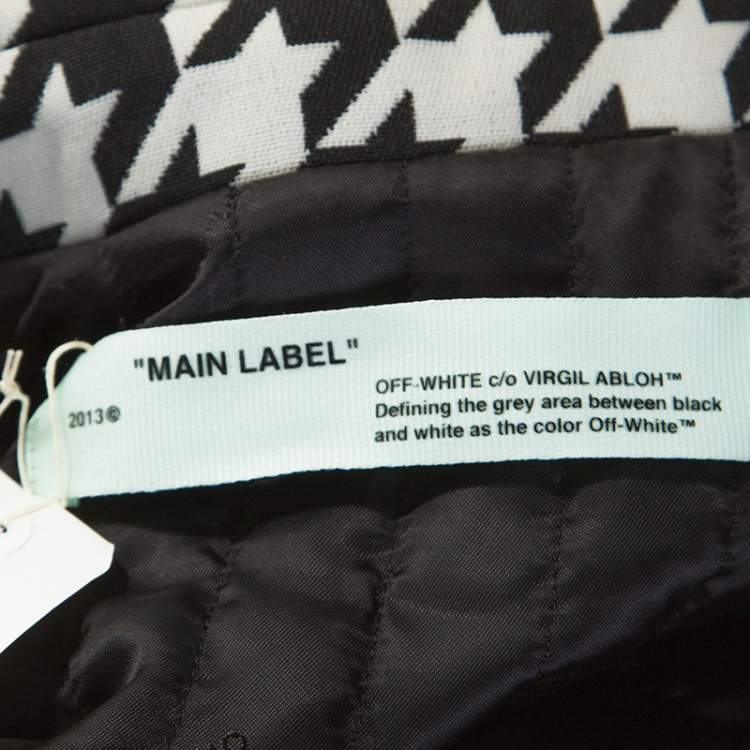 "MAIN LABEL"
2013©
OFF-WHITE c/o VIRGIL ABLOH™
Defining the grey area between black
and white as the color Off-White™